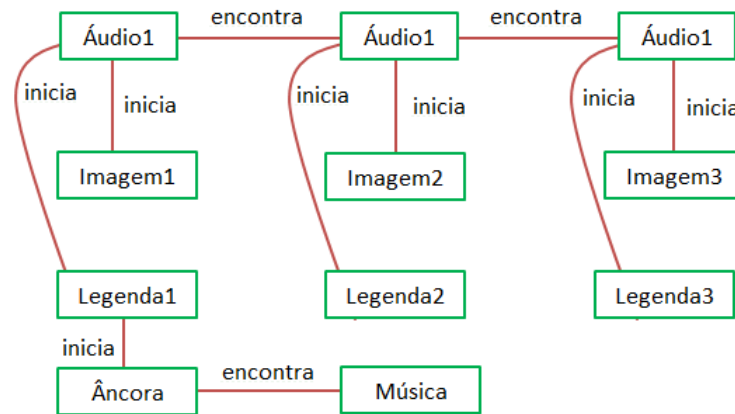 encontra encontra
Áudio1 Áudio1 Áudio1
inicia inicia inicia inicia inicia inicia
Imagem1 Imagem2 Imagem3
Legenda1 Legenda2 Legenda3
inicia
encontra
Âncora Música